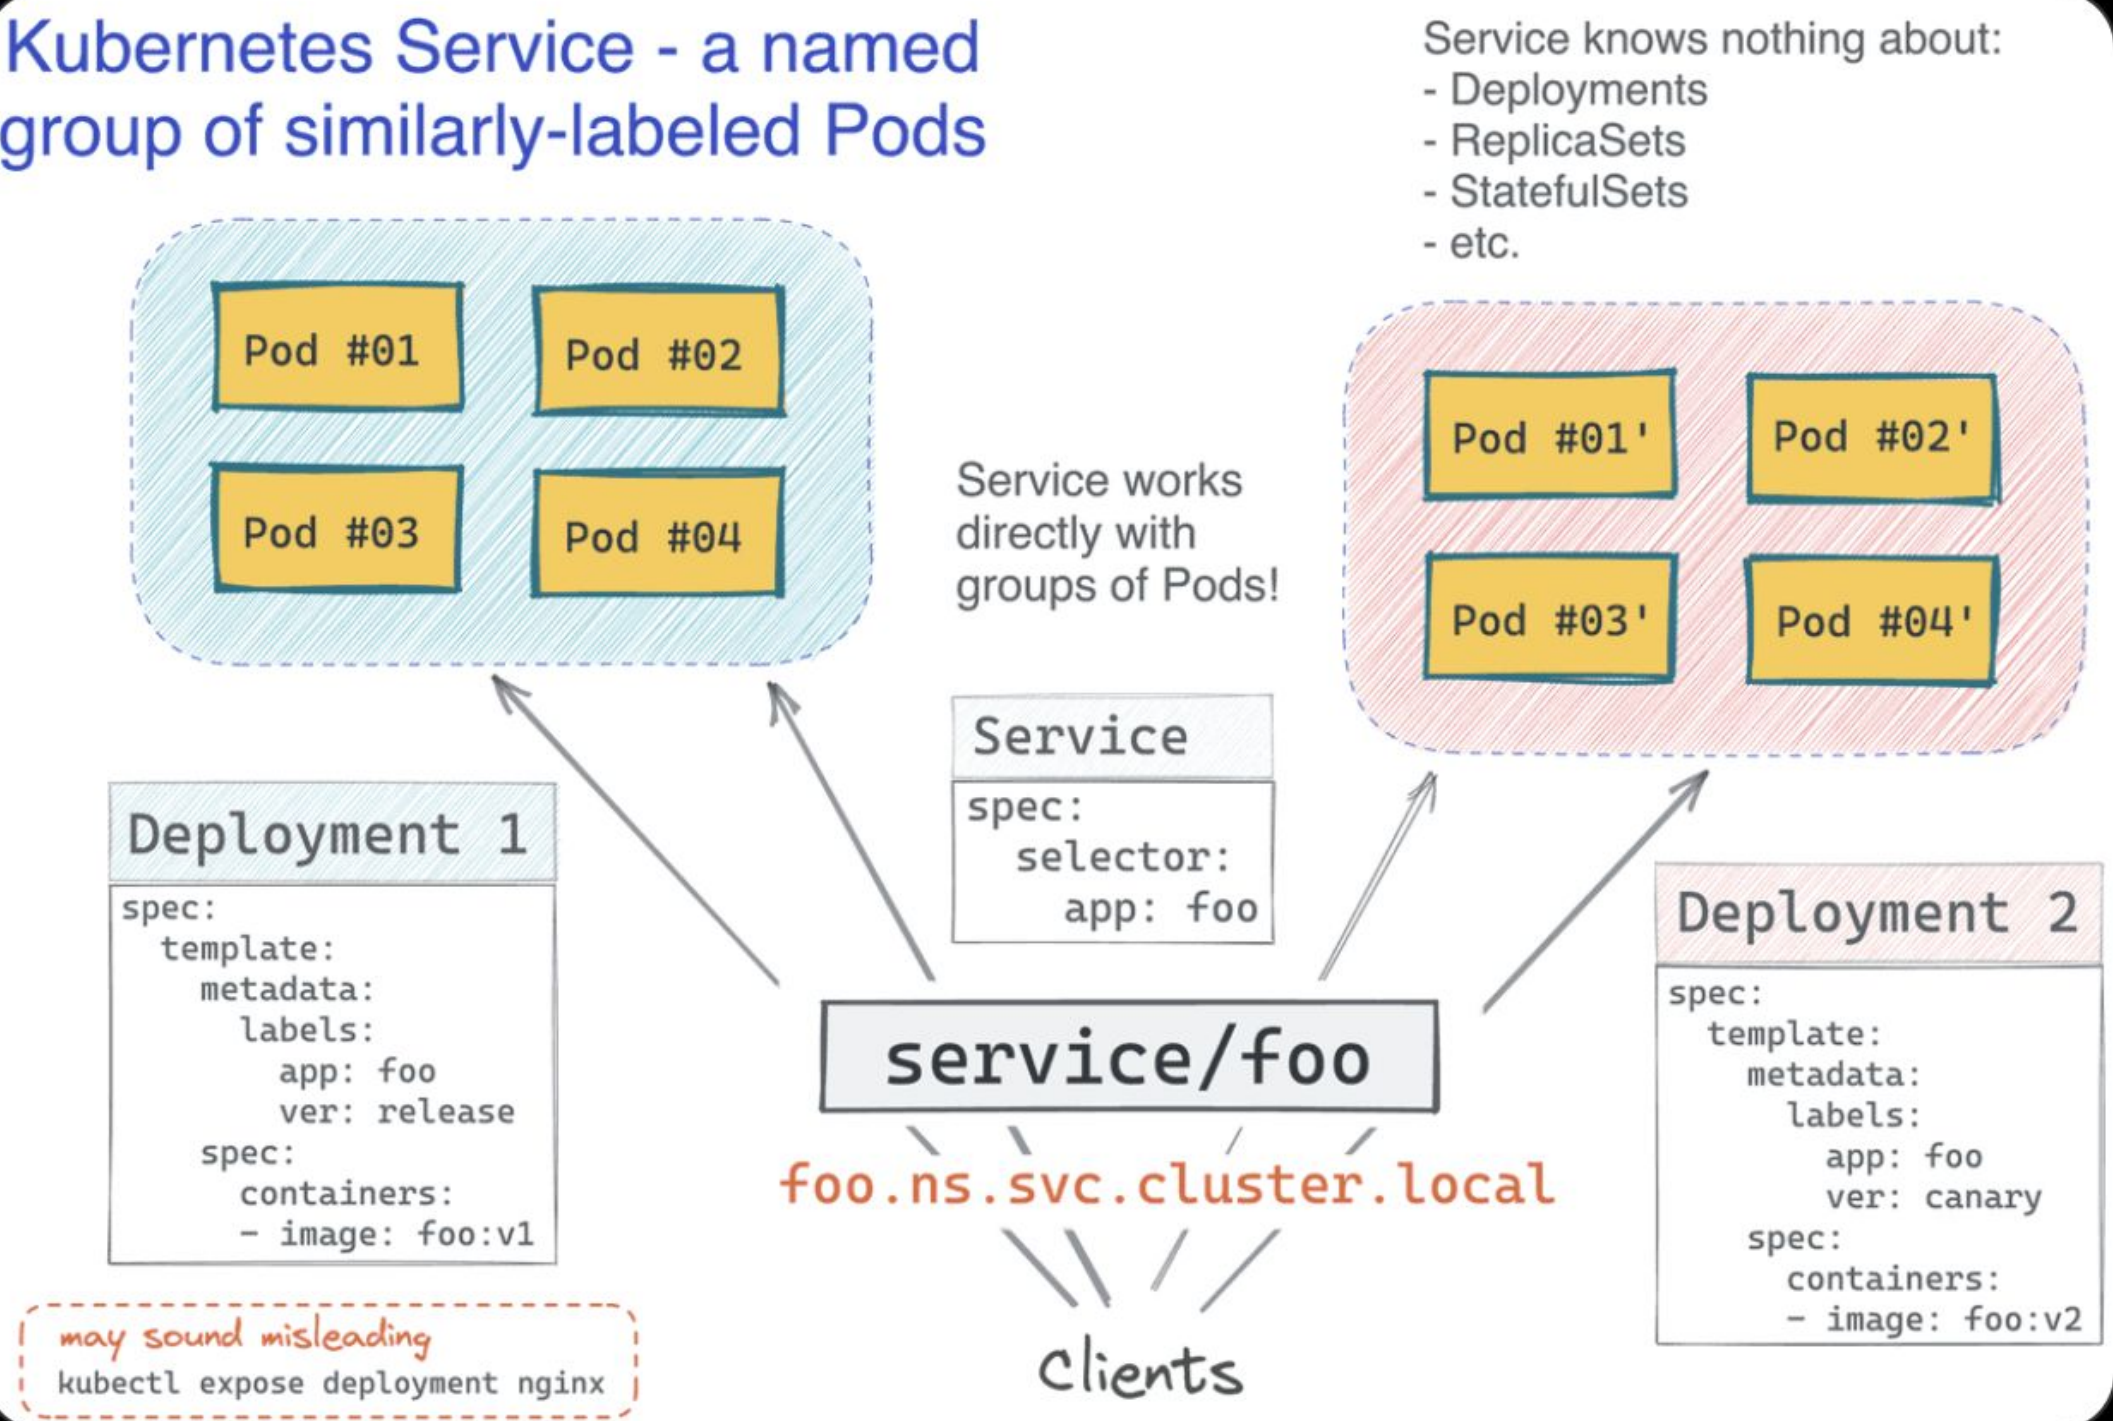 Kubernetes Service - a named
group of similarly-labeled Pods
Service knows nothing about:
- Deployments
- ReplicaSets
- StatefulSets
- etc.
Pod #01
Pod #02
Pod #03
Pod #04
Service works
directly with
groups of Pods!
Pod #01'
Pod #02'
Pod #03'
Pod #04'
Service
spec:
  selector:
    app: foo
Deployment 1
spec:
  template:
    metadata:
      labels:
        app: foo
        ver: release
    spec:
      containers:
      - image: foo:v1
Deployment 2
spec:
  template:
    metadata:
      labels:
        app: foo
        ver: canary
    spec:
      containers:
      - image: foo:v2
service/foo
foo.ns.svc.cluster.local
Clients
may sound misleading
kubectl expose deployment nginx